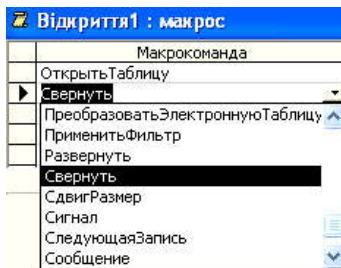 Відкриття1 : макрос
Макрокоманда
ОткрытьТаблицу
Свернуть
ПреобразоватьЭлектроннуюТаблицу
ПрименитьФильтр
Развернуть
Свернуть
СдвигРазмер
Сигнал
СледующаяЗапись
Сообщение